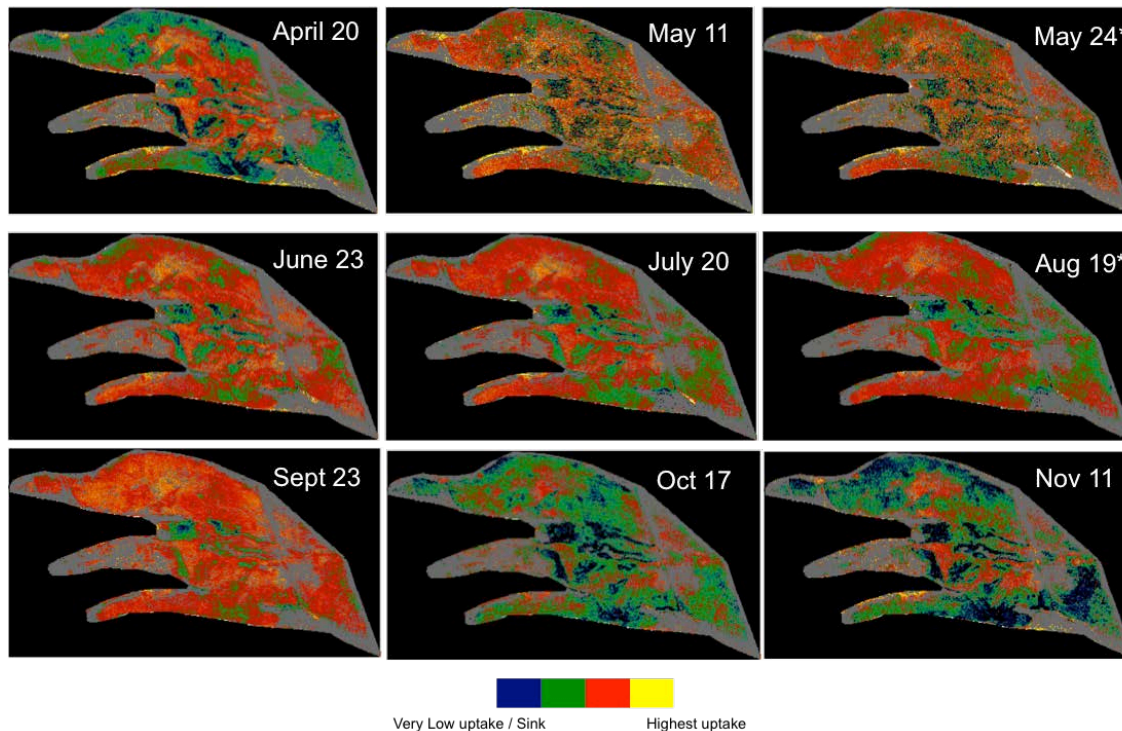 April 20
May 11
May 24*
June 23
July 20
Aug 19*
Sept 23
Oct 17
Nov 11
Very Low uptake / Sink
Highest uptake